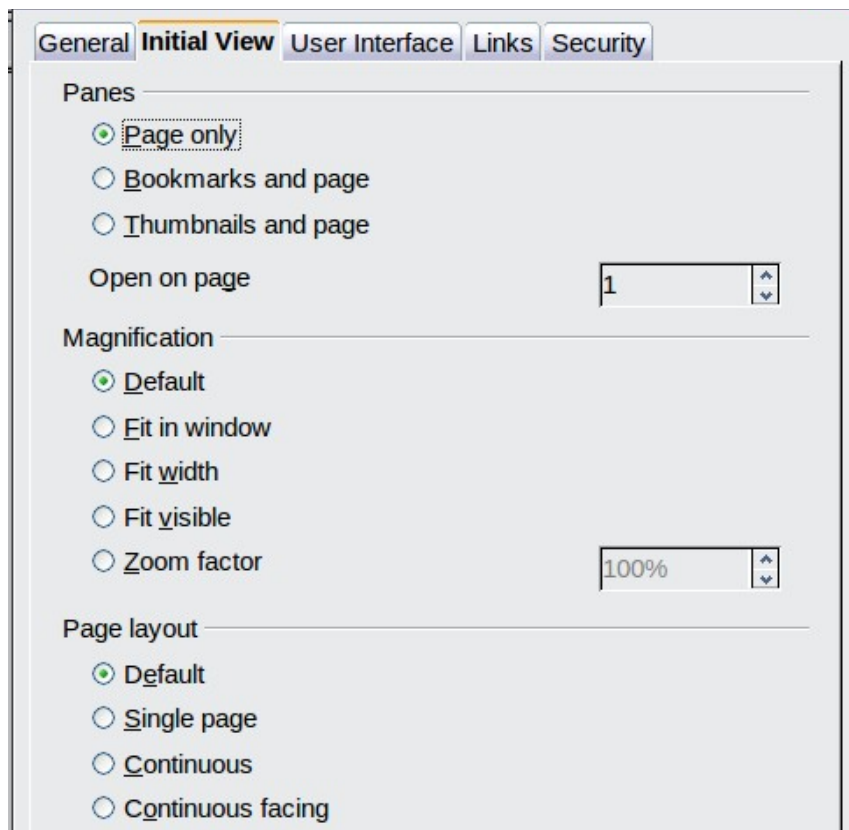 General Initial View User Interface Links Security
Panes
Page only
Bookmarks and page
Thumbnails and page
Open on page 1
Magnification
Default
Fit in window
Fit width
Fit visible
Zoom factor 100%
Page layout
Default
Single page
Continuous
Continuous facing